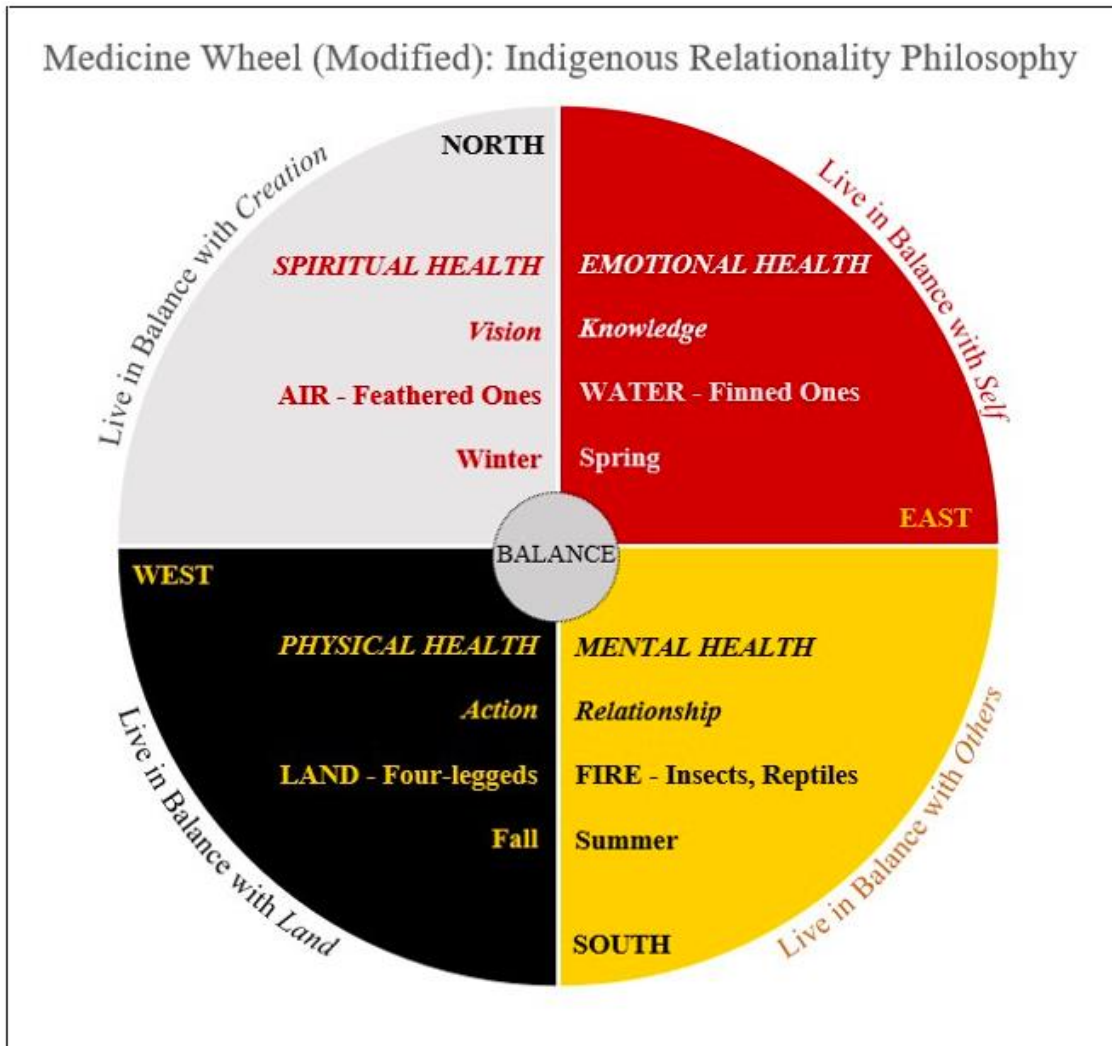 Medicine Wheel (Modified): Indigenous Relationality Philosophy
NORTH
Live in Balance with Creation
SPIRITUAL HEALTH
Vision
AIR - Feathered Ones
Winter
Live in Balance with Self
EMOTIONAL HEALTH
Knowledge
WATER - Finned Ones
Spring
EAST
BALANCE
WEST
PHYSICAL HEALTH
Action
LAND - Four-leggeds
Fall
Live in Balance with Land
MENTAL HEALTH
Relationship
FIRE - Insects, Reptiles
Summer
SOUTH
Live in Balance with Others